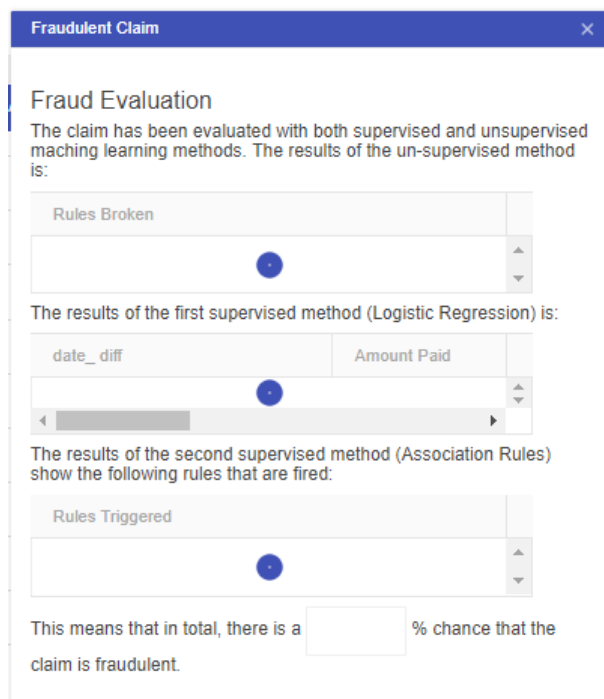 Fraudulent Claim
Fraud Evaluation
The claim has been evaluated with both supervised and unsupervised
maching learning methods. The results of the un-supervised method
is:
Rules Broken
The results of the first supervised method (Logistic Regression) is:
date_ diff Amount Paid
The results of the second supervised method (Association Rules)
show the following rules that are fired:
Rules Triggered
This means that in total, there is a % chance that the
claim is fraudulent.